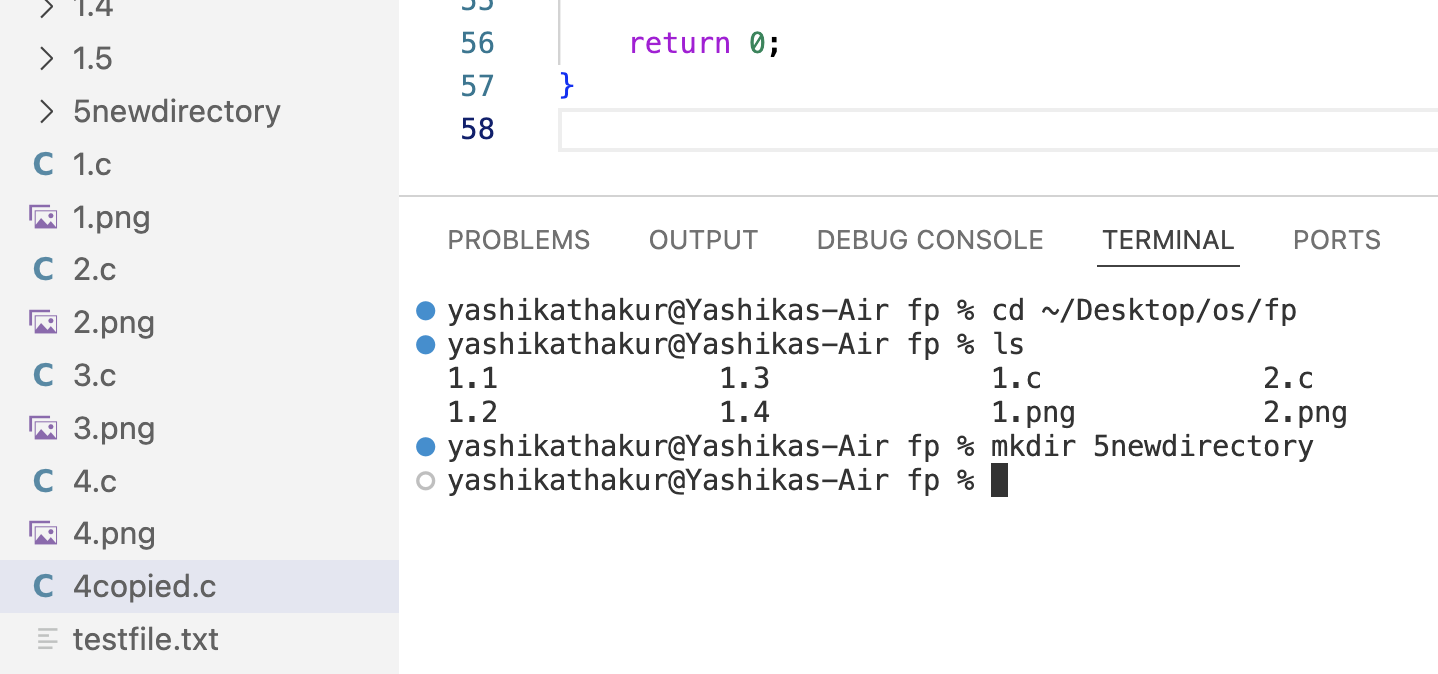 1.4
1.5
5newdirectory
C 1.c
1.png
C 2.c
2.png
C 3.c
3.png
C 4.c
4.png
C 4copied.c
testfile.txt
55
56 return 0;
57 }
58
PROBLEMS OUTPUT DEBUG CONSOLE TERMINAL PORTS
yashikathakur@Yashikas-Air fp % cd ~/Desktop/os/fp
yashikathakur@Yashikas-Air fp % ls
1.1 1.3 1.c 2.c
1.2 1.4 1.png 2.png
yashikathakur@Yashikas-Air fp % mkdir 5newdirectory
yashikathakur@Yashikas-Air fp %